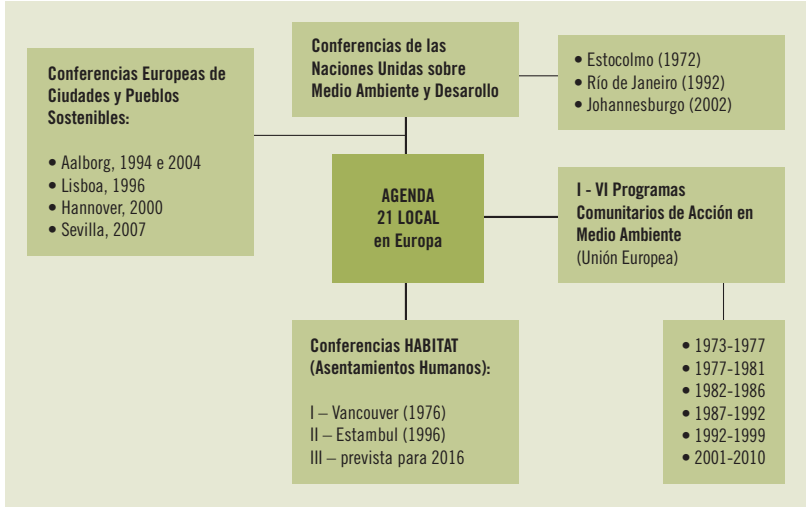 Conferencias Europeas de
Ciudades y Pueblos
Sostenibles:
• Aalborg, 1994 e 2004
• Lisboa, 1996
• Hannover, 2000
• Sevilla, 2007
Conferencias de las
Naciones Unidas sobre
Medio Ambiente y Desarollo
• Estocolmo (1972)
• Río de Janeiro (1992)
• Johannesburgo (2002)
AGENDA
21 LOCAL
en Europa
I - VI Programas
Comunitarios de Acción en
Medio Ambiente
(Unión Europea)
Conferencias HABITAT
(Asentamientos Humanos):
I – Vancouver (1976)
II – Estambul (1996)
III – prevista para 2016
• 1973-1977
• 1977-1981
• 1982-1986
• 1987-1992
• 1992-1999
• 2001-2010